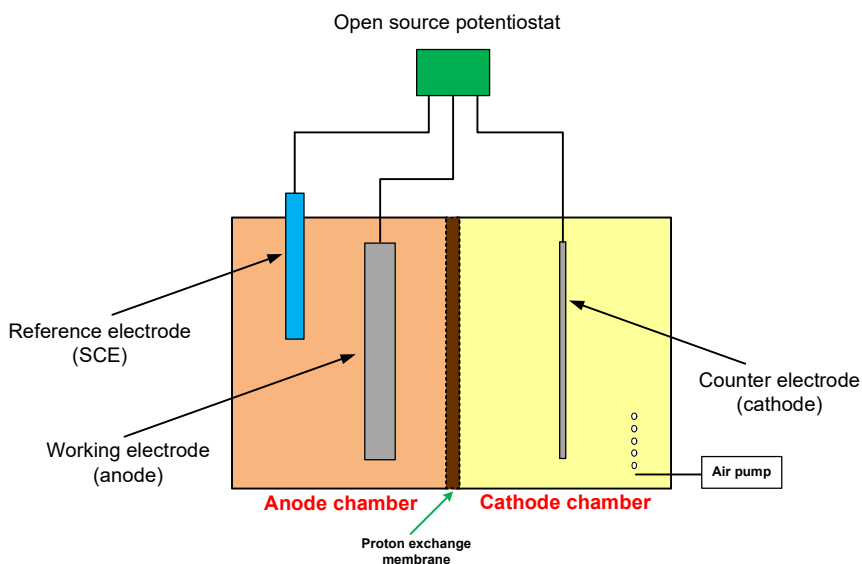 Open source potentiostat
Reference electrode
(SCE)
Counter electrode
(cathode)
Working electrode
(anode)
Air pump
Anode chamber
Cathode chamber
Proton exchange
membrane